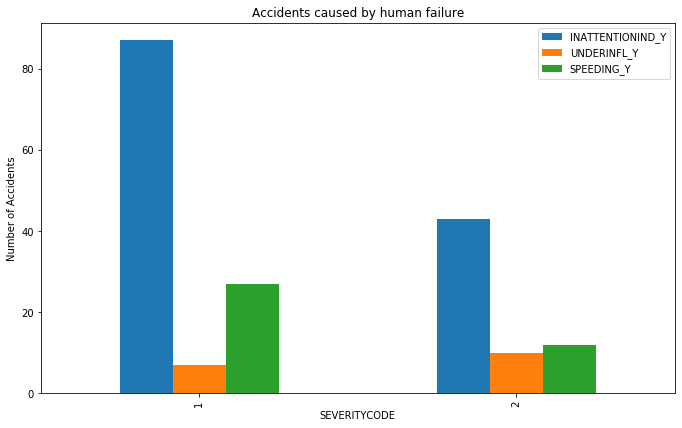 Accidents caused by human failure
INATTENTIONIND_Y
UNDERINFL_Y
SPEEDING_Y
Number of Accidents
80
60
40
20
0
1
2
SEVERITYCODE